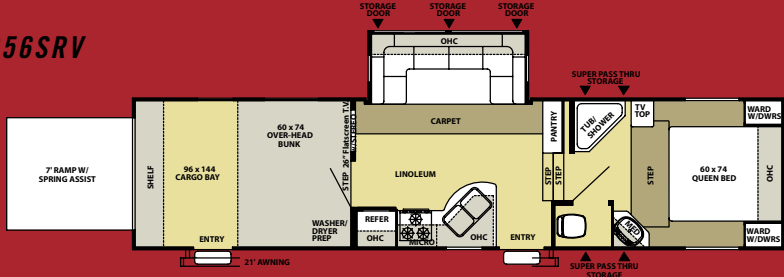 56SRV
STORAGE
DOOR
STORAGE
DOOR
STORAGE
DOOR
OHC
SUPER PASS THRU
STORAGE
7' RAMP W/
SPRING ASSIST
SHELF
96 x 144
CARGO BAY
60 x 74
OVER-HEAD
BUNK
STEP
26" Flatscreen T.V.
W/STEREO
CARPET
LINOLEUM
PANTRY
STEP
STEP
TUB/
SHOWER
TV
TOP
STEP
60 x 74
QUEEN BED
WARD
W/DWRS
OHC
WARD
W/DWRS
WASHER/
DRYER
PREP
REFER
OHC
MICRO
OHC
MED
ENTRY
ENTRY
21' AWNING
SUPER PASS THRU
STORAGE